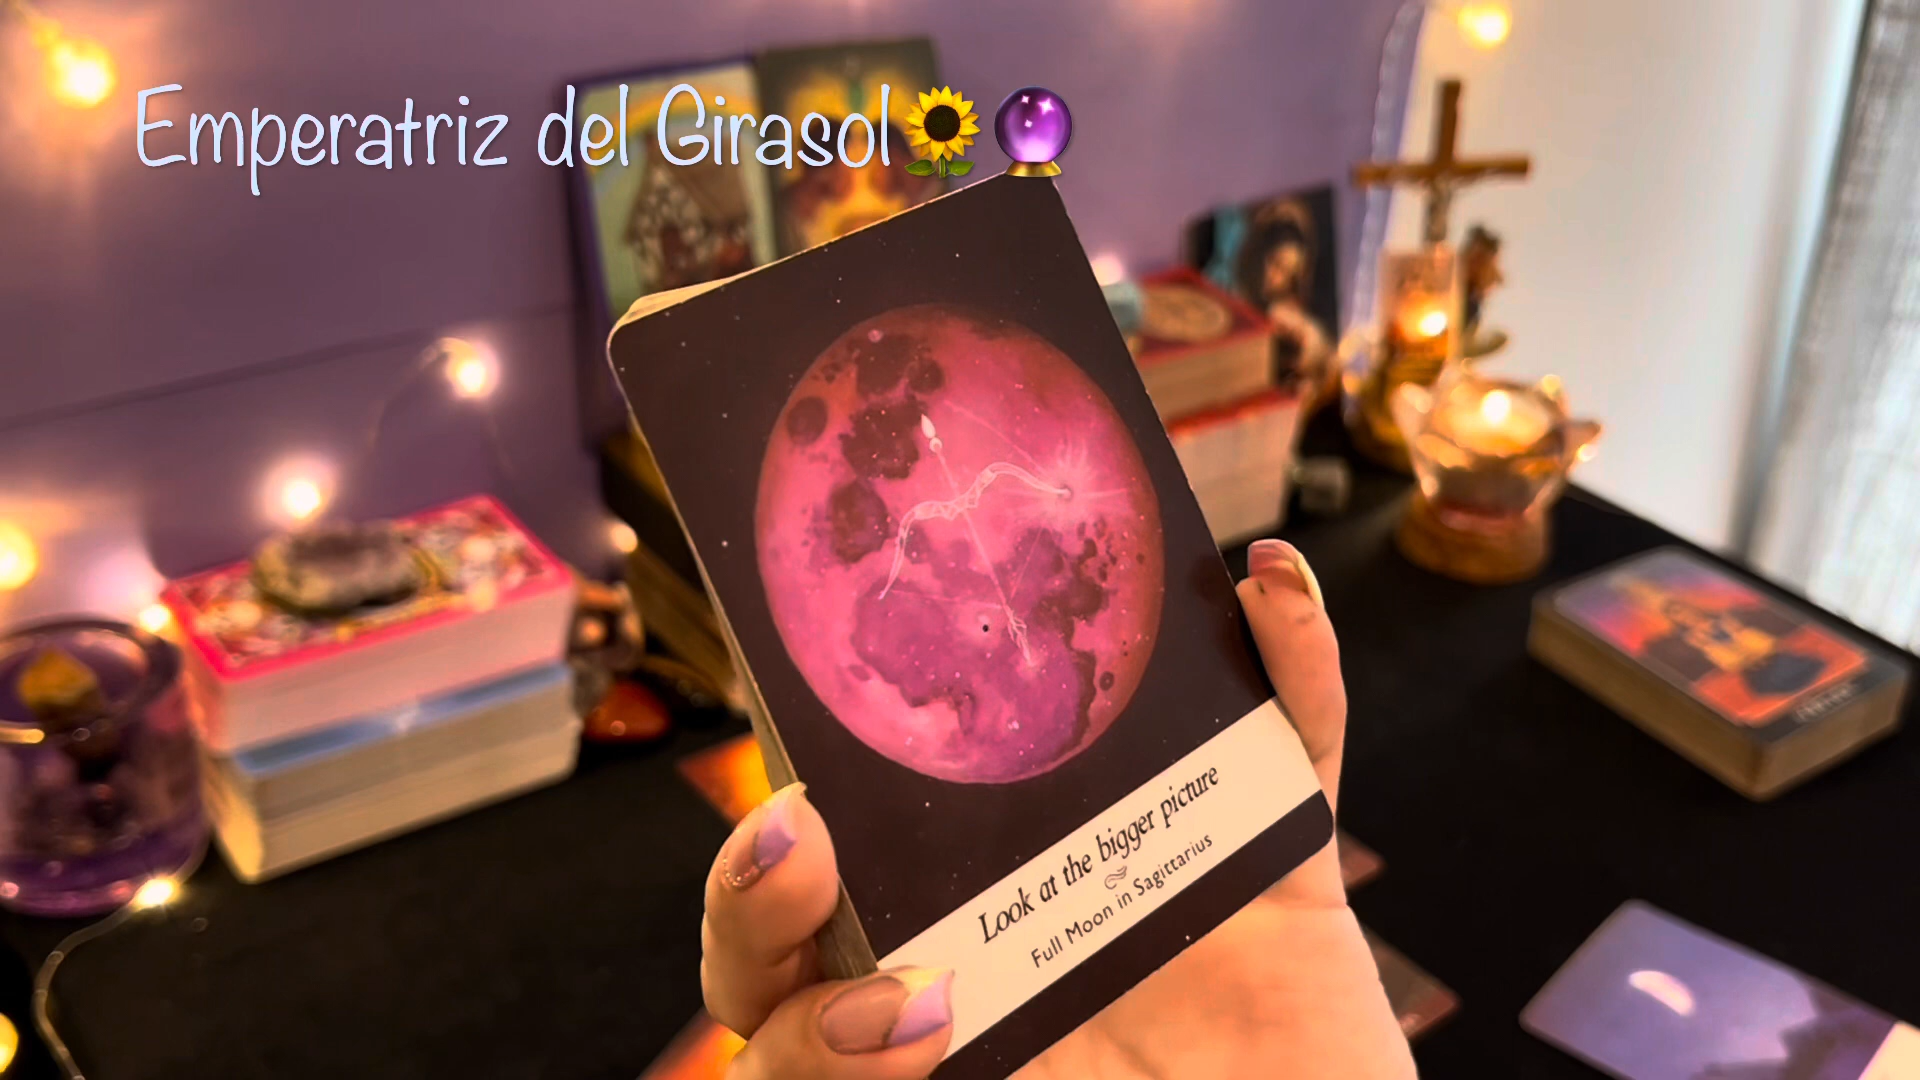 Emperatriz del Girasol🌻🔮
Look at the bigger picture
Full Moon in Sagittarius